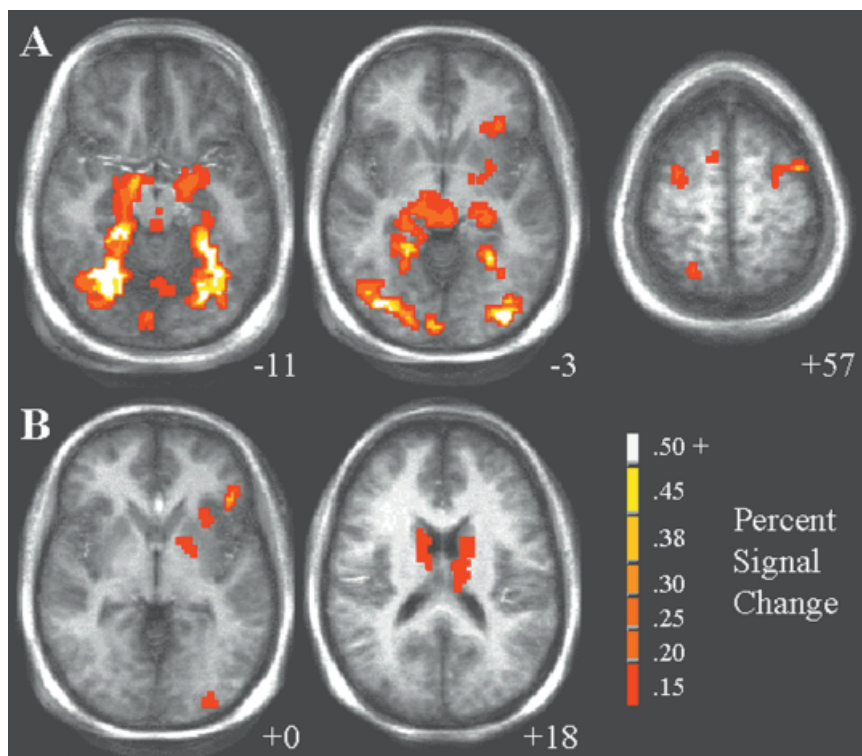 A
-11
-3
+57
B
+0
+18
.50 +
.45
.38
.30
.25
.20
.15
Percent
Signal
Change